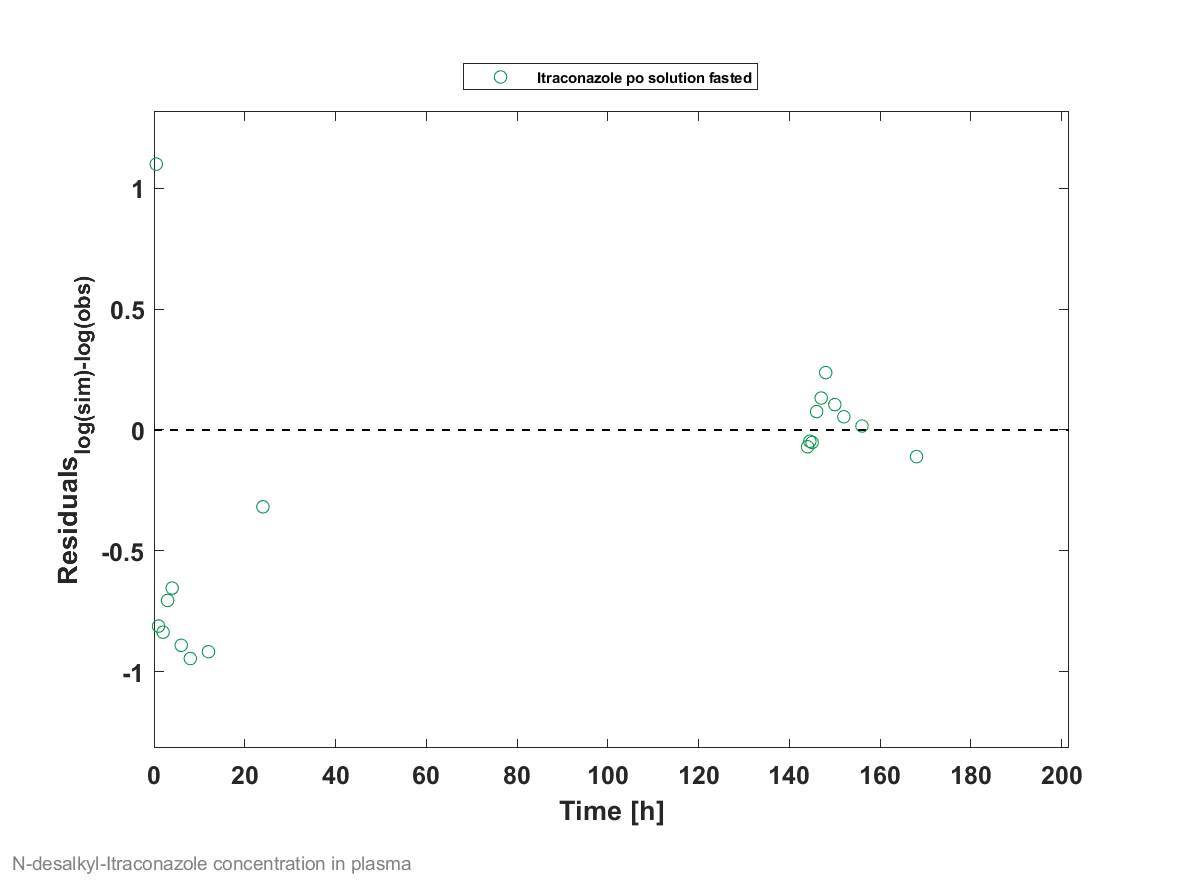 Itraconazole po solution fasted
1
0.5
0
-0.5
-1
Residuals log(sim)-log(obs)
0 20 40 60 80 100 120 140 160 180 200
Time [h]
N-desalkyl-Itraconazole concentration in plasma